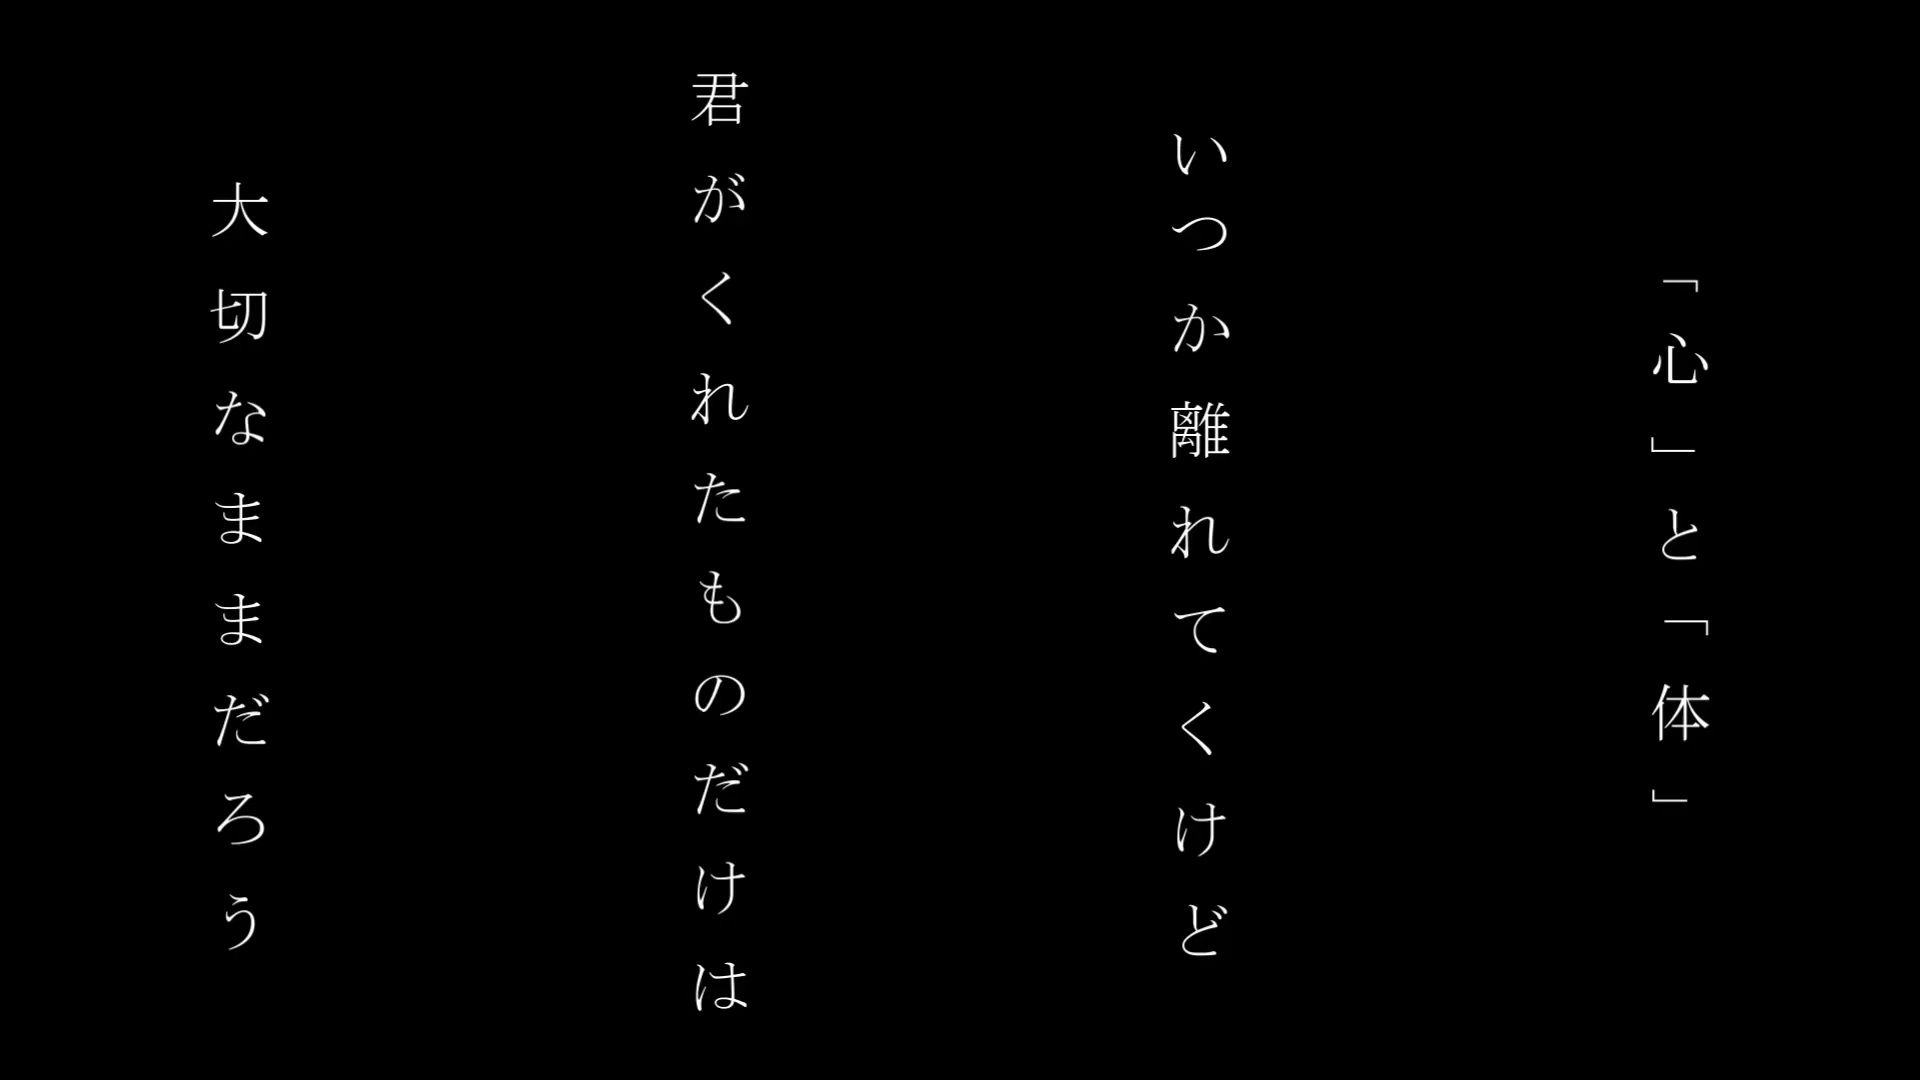 「心」と「体」
いつか離れてくけど
君がくれたものだけは
大切なままだろう